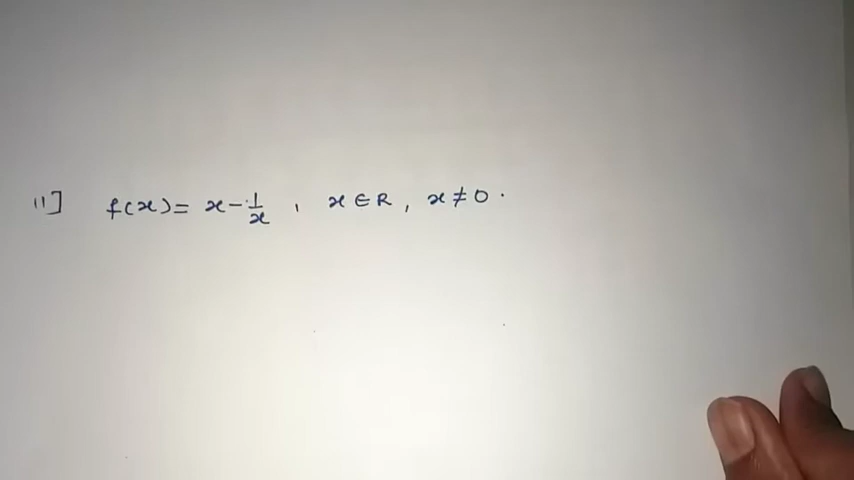 11] f(x) = x - 1/x , x ∈ R, x ≠ 0.